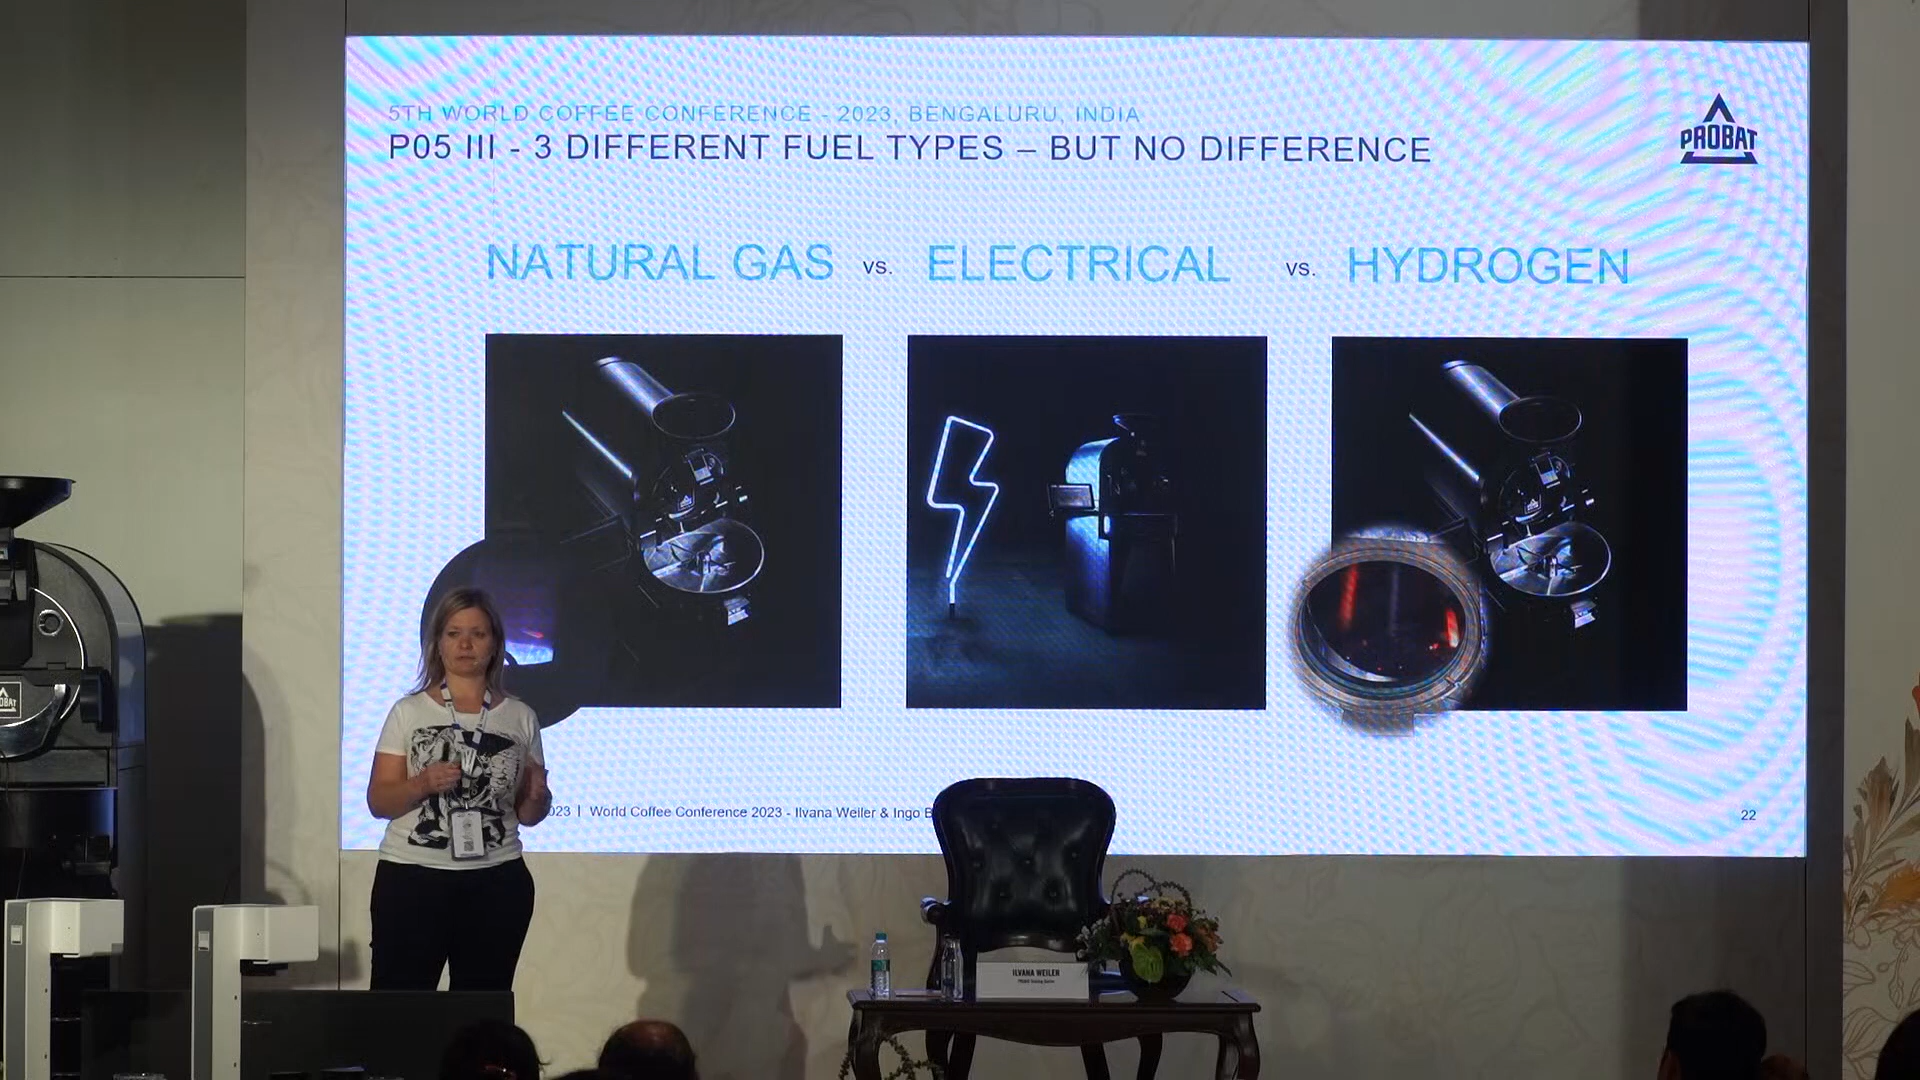 5TH WORLD COFFEE CONFERENCE - 2023, BENGALURU, INDIA
P05 III - 3 DIFFERENT FUEL TYPES – BUT NO DIFFERENCE
PROBAT
NATURAL GAS vs. ELECTRICAL vs. HYDROGEN
023 | World Coffee Conference 2023 - Ilvana Weiler & Ingo B
22
ILVANA WEILER